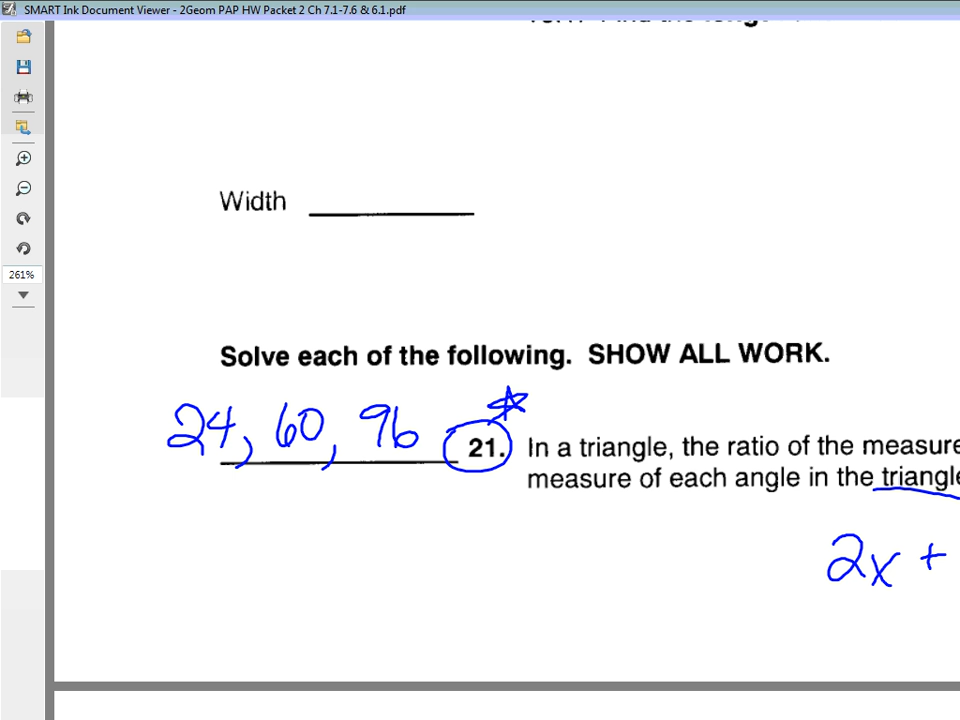 SMART Ink Document Viewer - 2Geom PAP HW Packet 2 Ch 7.1-7.6 & 6.1.pdf
261%
Width
Solve each of the following. SHOW ALL WORK.
24, 60, 96 21. In a triangle, the ratio of the measure
measure of each angle in the triangle
2x +